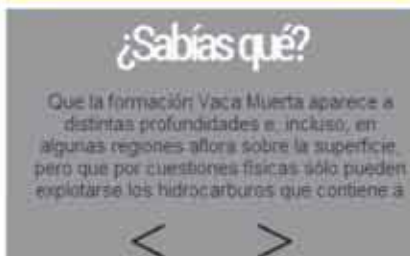 ¿Sabías qué?
Que la formación Vaca Muerta aparece a
distintas profundidades e, incluso, en
algunas regiones aflora sobre la superficie,
pero que por cuestiones físicas sólo pueden
explotarse los hidrocarburos que contiene a
< >